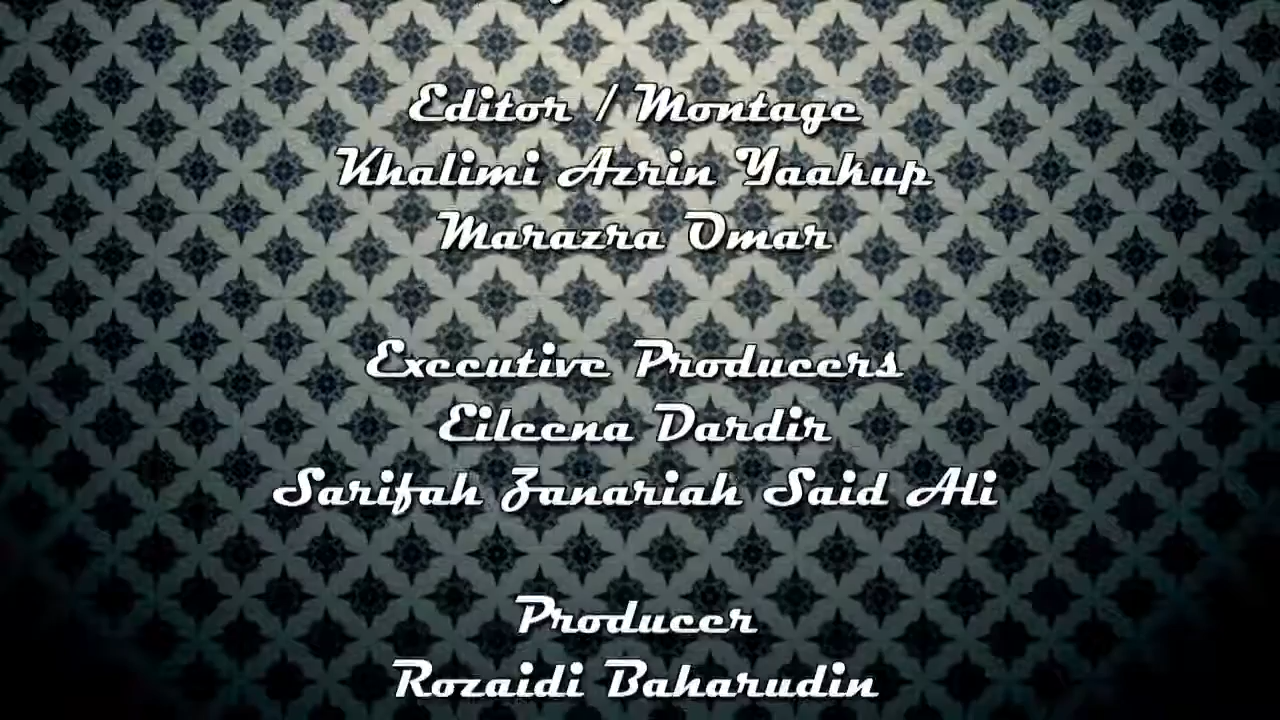 Editor / Montage
Khalimi Azrin Yaakup
Marazra Omar
Executive Producers
Eileena Dardir
Sarifah Zanariah Said Ali
Producer
Rozaidi Baharudin